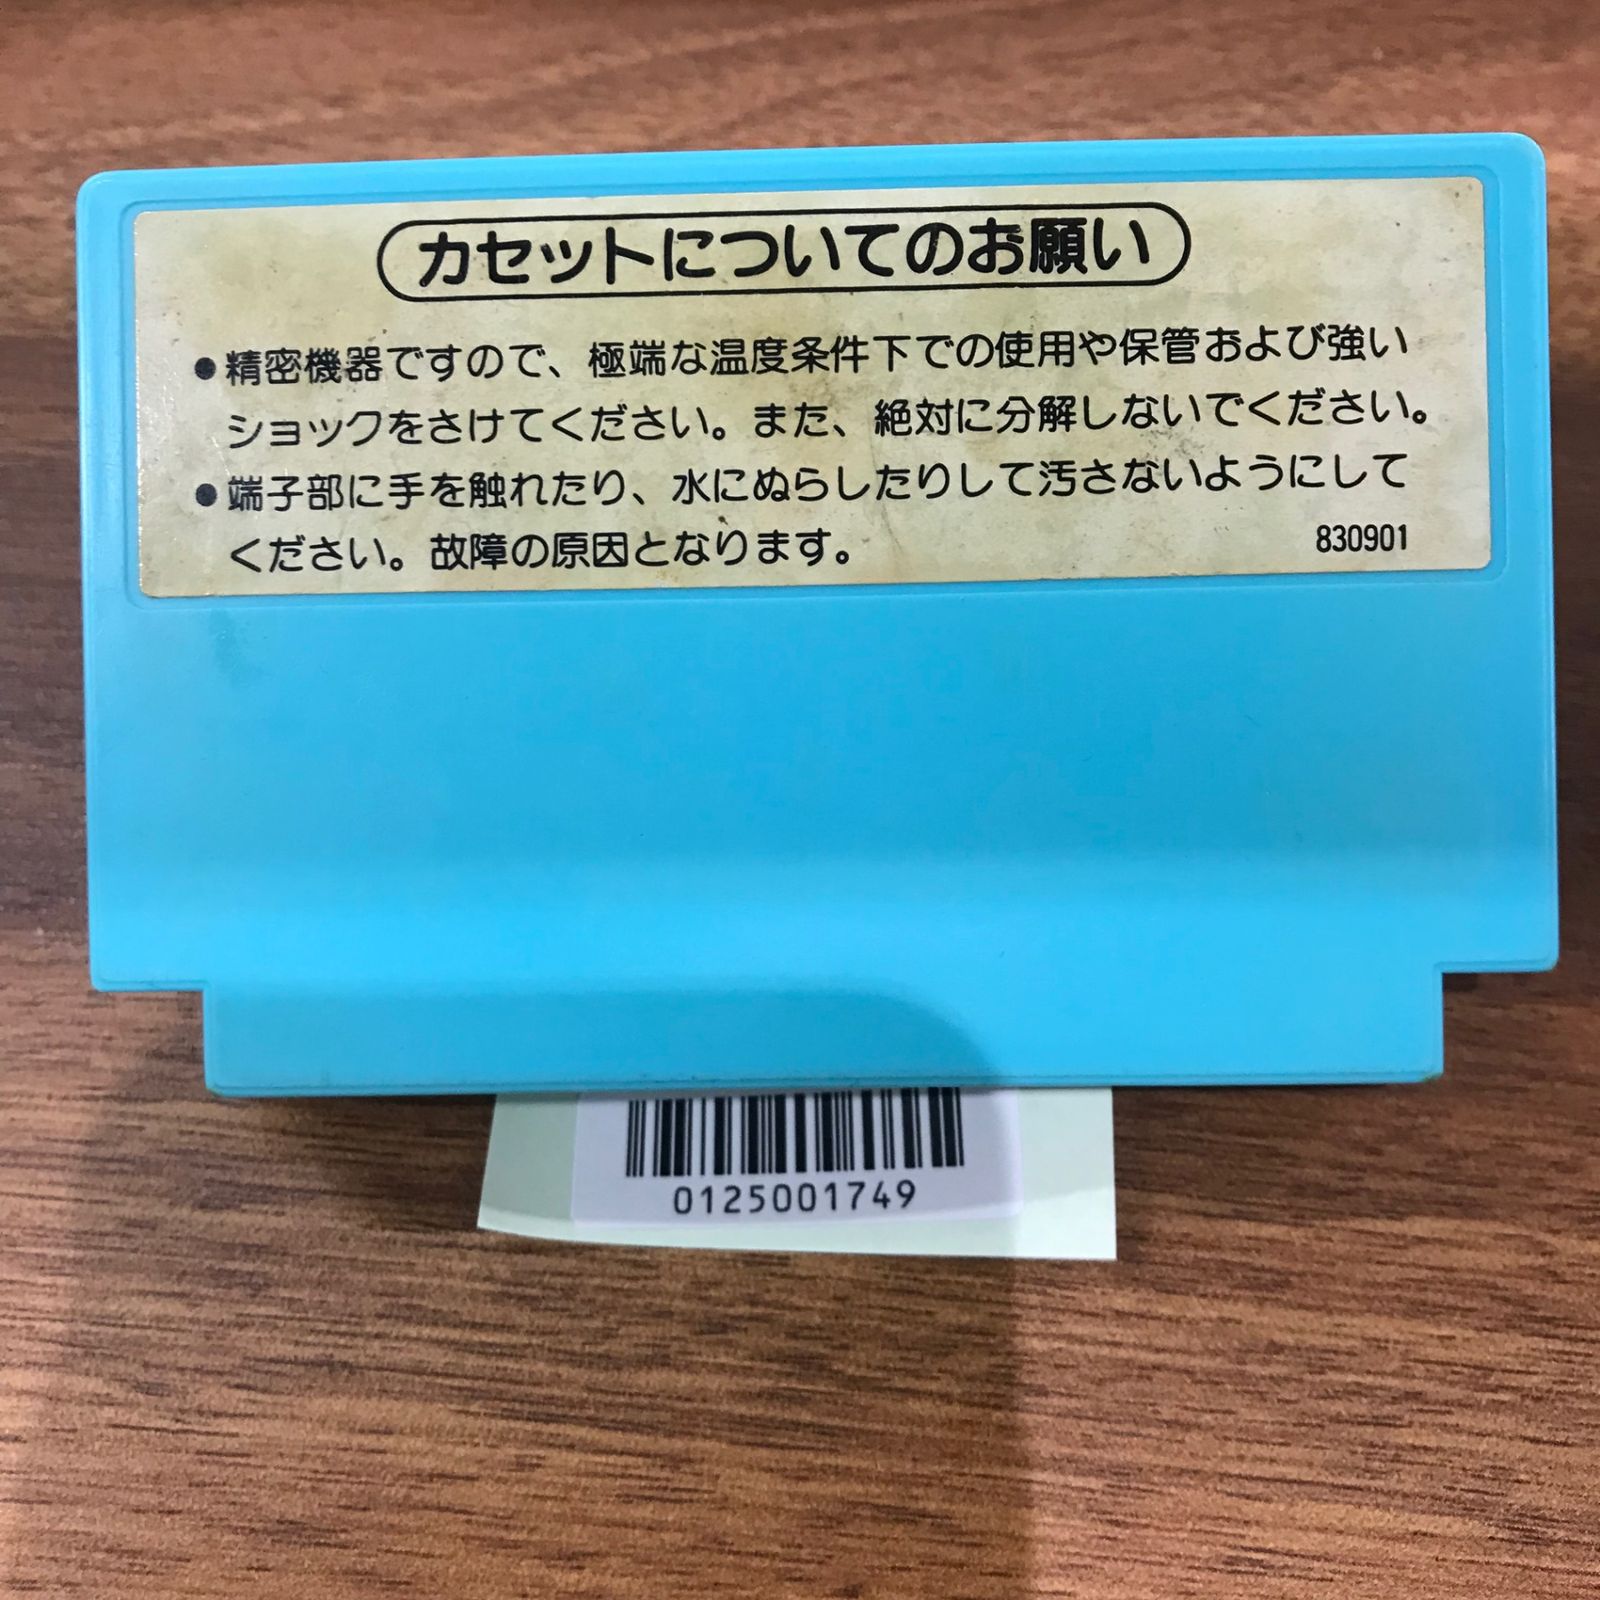 カセットについてのお願い
●精密機器ですので、極端な温度条件下での使用や保管および強い
ショックをさけてください。また、絶対に分解しないでください。
●端子部に手を触れたり、水にぬらしたりして汚さないようにして
ください。故障の原因となります。 830901
0125001749